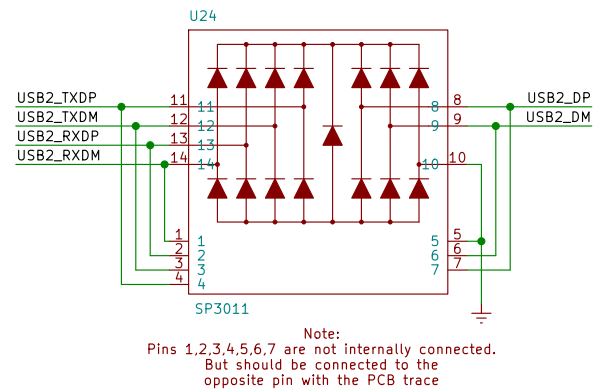 U24
USB2_TXDP 11 11 8 8 USB2_DP
USB2_TXDM 12 12 9 9 USB2_DM
USB2_RXDP 13 13
USB2_RXDM 14 14 10 10
1 1 5 5
2 2 6 6
3 3 7 7
4 4
SP3011
Note:
Pins 1,2,3,4,5,6,7 are not internally connected.
But should be connected to the
opposite pin with the PCB trace